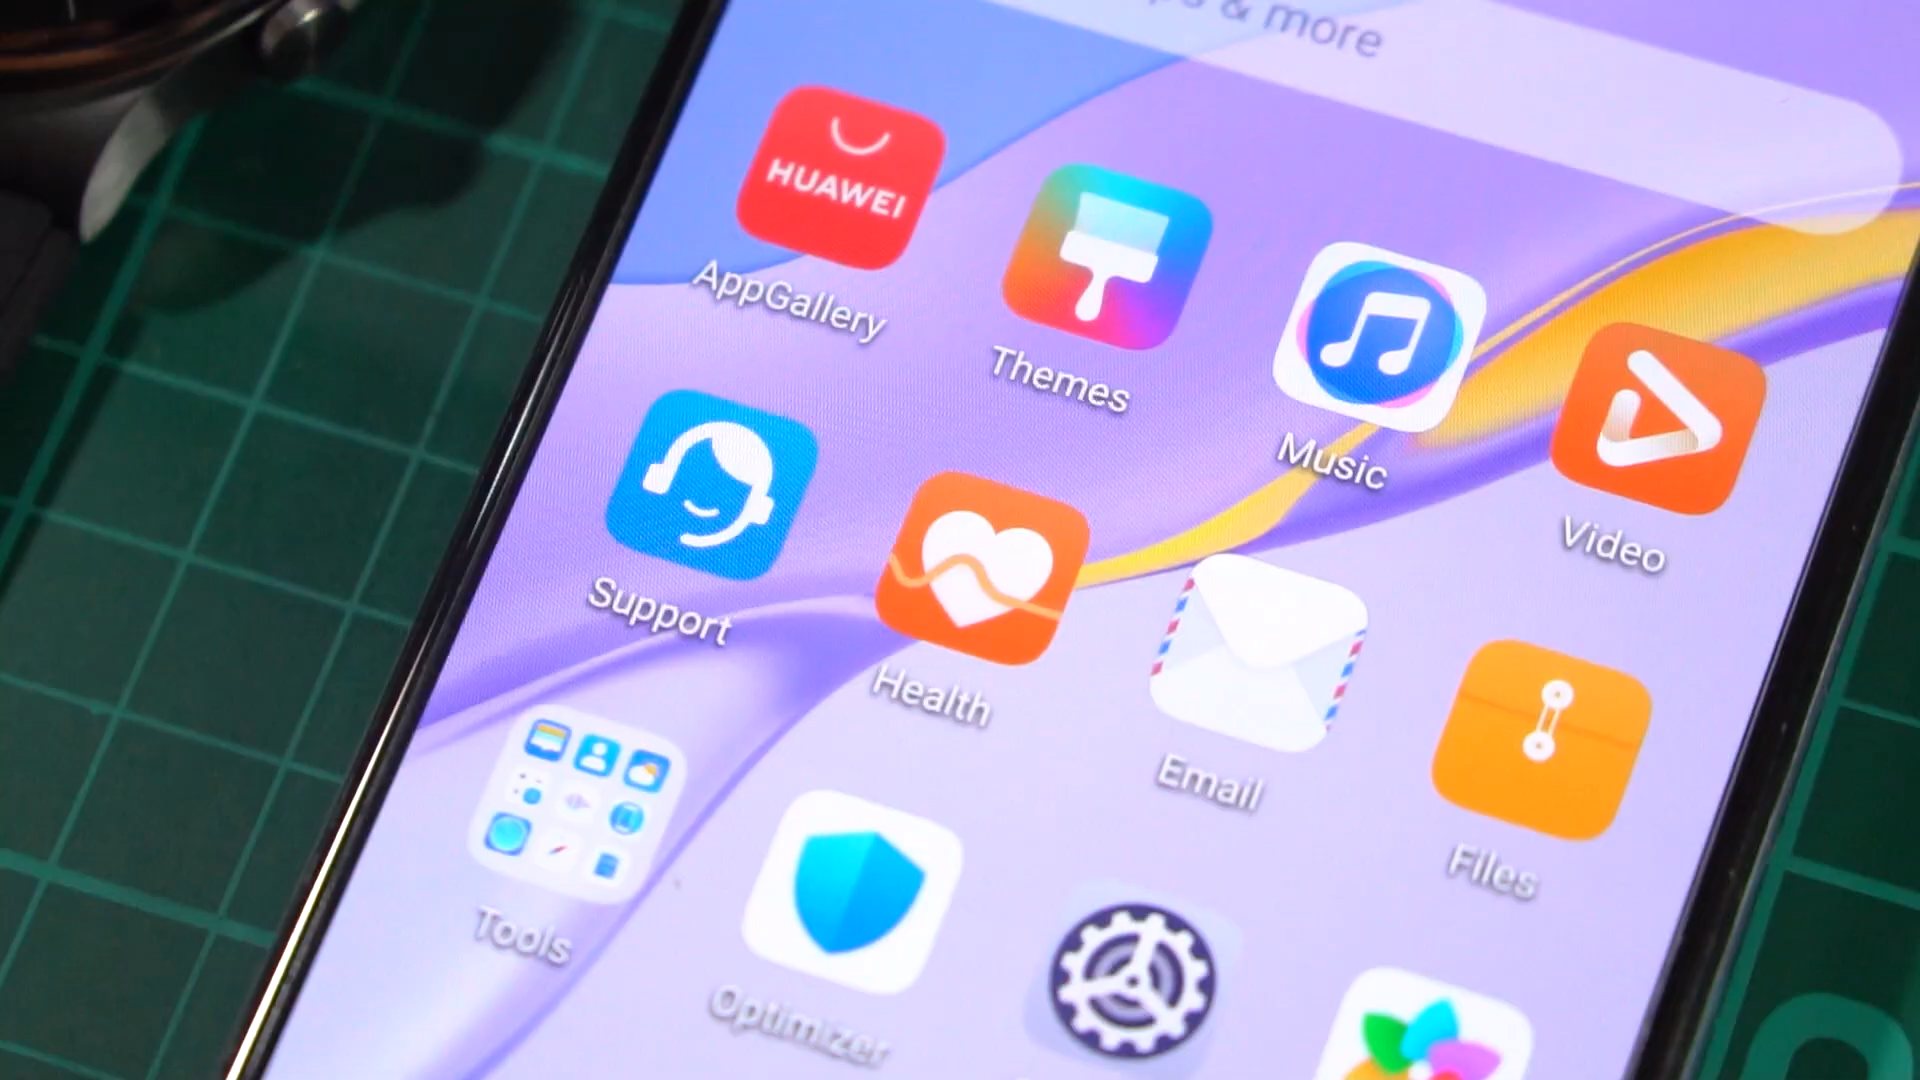 & more
HUAWEI
AppGallery
Themes
Music
Video
Support
Health
Email
Files
Tools
Optimizer